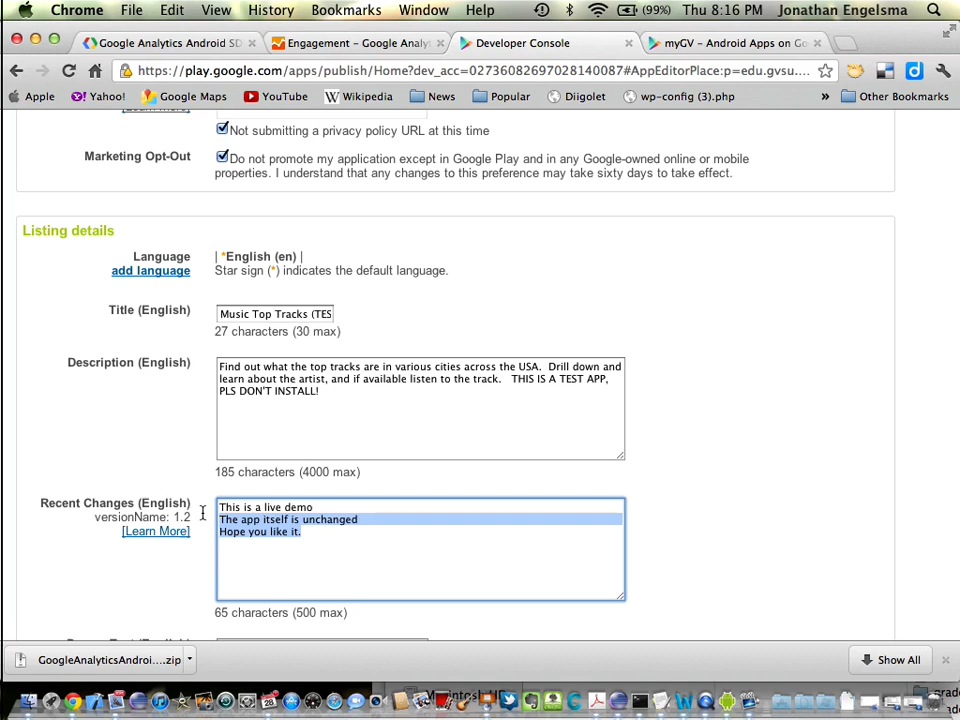 Chrome File Edit View History Bookmarks Window Help (99%) Thu 8:16 PM Jonathan Engelsma
Google Analytics Android SD
Engagement – Google Analy
Developer Console
myGV – Android Apps on Go
https://play.google.com/apps/publish/Home?dev_acc=02736082697028140087#AppEditorPlace:p=edu.gvsu....
Apple Yahoo! Google Maps YouTube Wikipedia News Popular Diigolet wp-config (3).php » Other Bookmarks
Not submitting a privacy policy URL at this time
Marketing Opt-Out
Do not promote my application except in Google Play and in any Google-owned online or mobile
properties. I understand that any changes to this preference may take sixty days to take effect.
Listing details
Language | *English (en) |
add language Star sign (*) indicates the default language.
Title (English) Music Top Tracks (TES
27 characters (30 max)
Description (English)
Find out what the top tracks are in various cities across the USA. Drill down and
learn about the artist, and if available listen to the track. THIS IS A TEST APP,
PLS DON'T INSTALL!
185 characters (4000 max)
Recent Changes (English)
versionName: 1.2
[Learn More]
This is a live demo
The app itself is unchanged
Hope you like it.
65 characters (500 max)
GoogleAnalyticsAndroi....zip
Show All